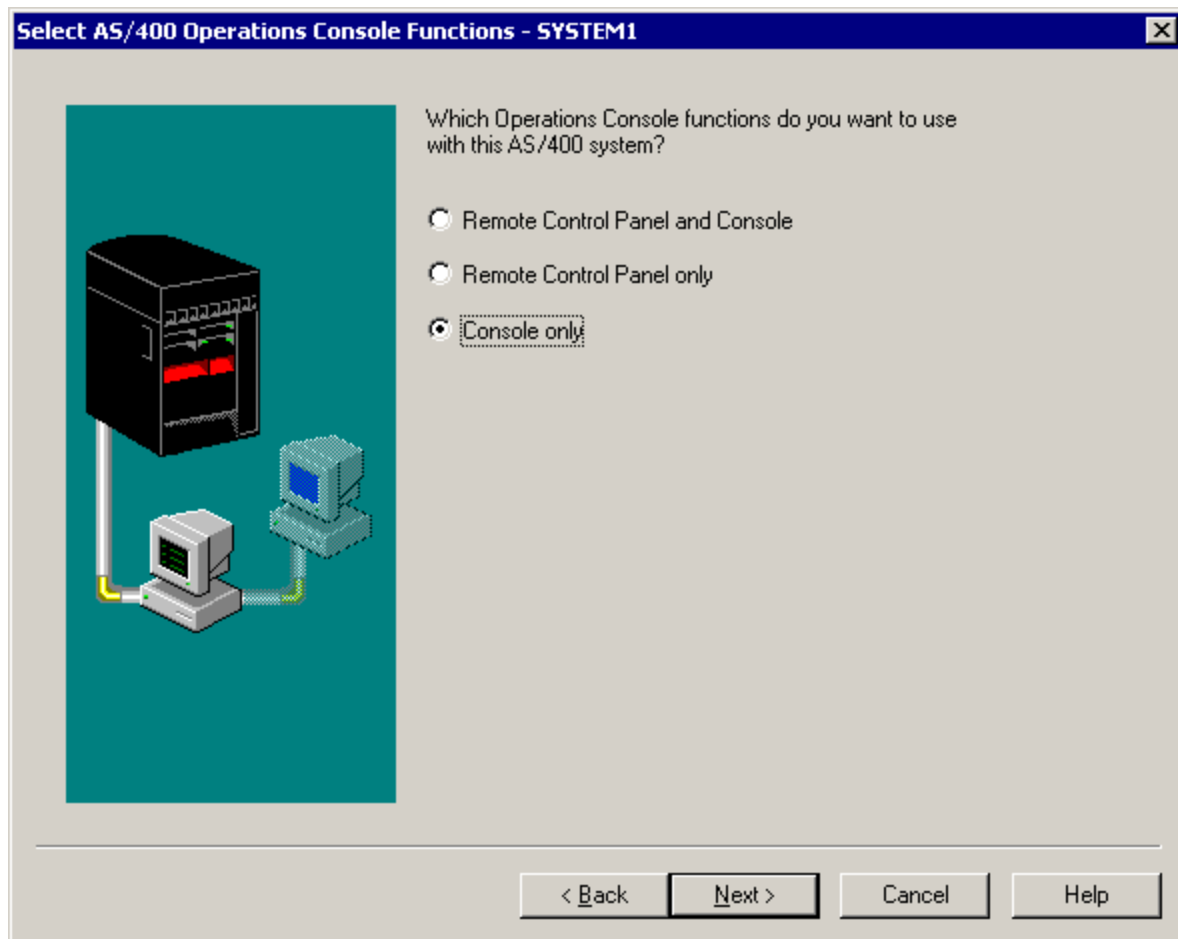 Select AS/400 Operations Console Functions - SYSTEM1
Which Operations Console functions do you want to use
with this AS/400 system?
Remote Control Panel and Console
Remote Control Panel only
Console only
< Back
Next >
Cancel
Help